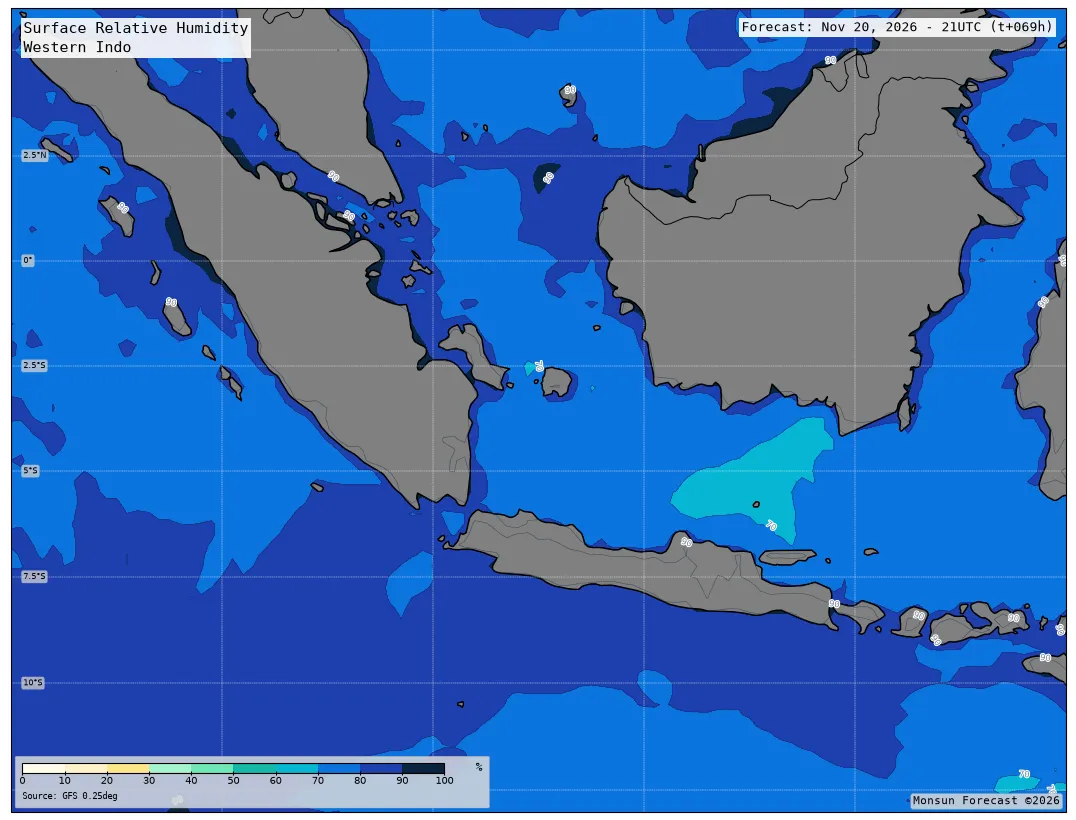 Surface Relative Humidity
Western Indo
Forecast: Nov 20, 2026 - 21UTC (t+069h)
90
90
2.5°N
90
90
90
90
0°
90
90
90
2.5°S
70
5°S
70
90
7.5°S
90
90
90
90
90
90
10°S
%
0 10 20 30 40 50 60 70 80 90 100
Source: GFS 0.25deg
70
Monsun Forecast ©2026